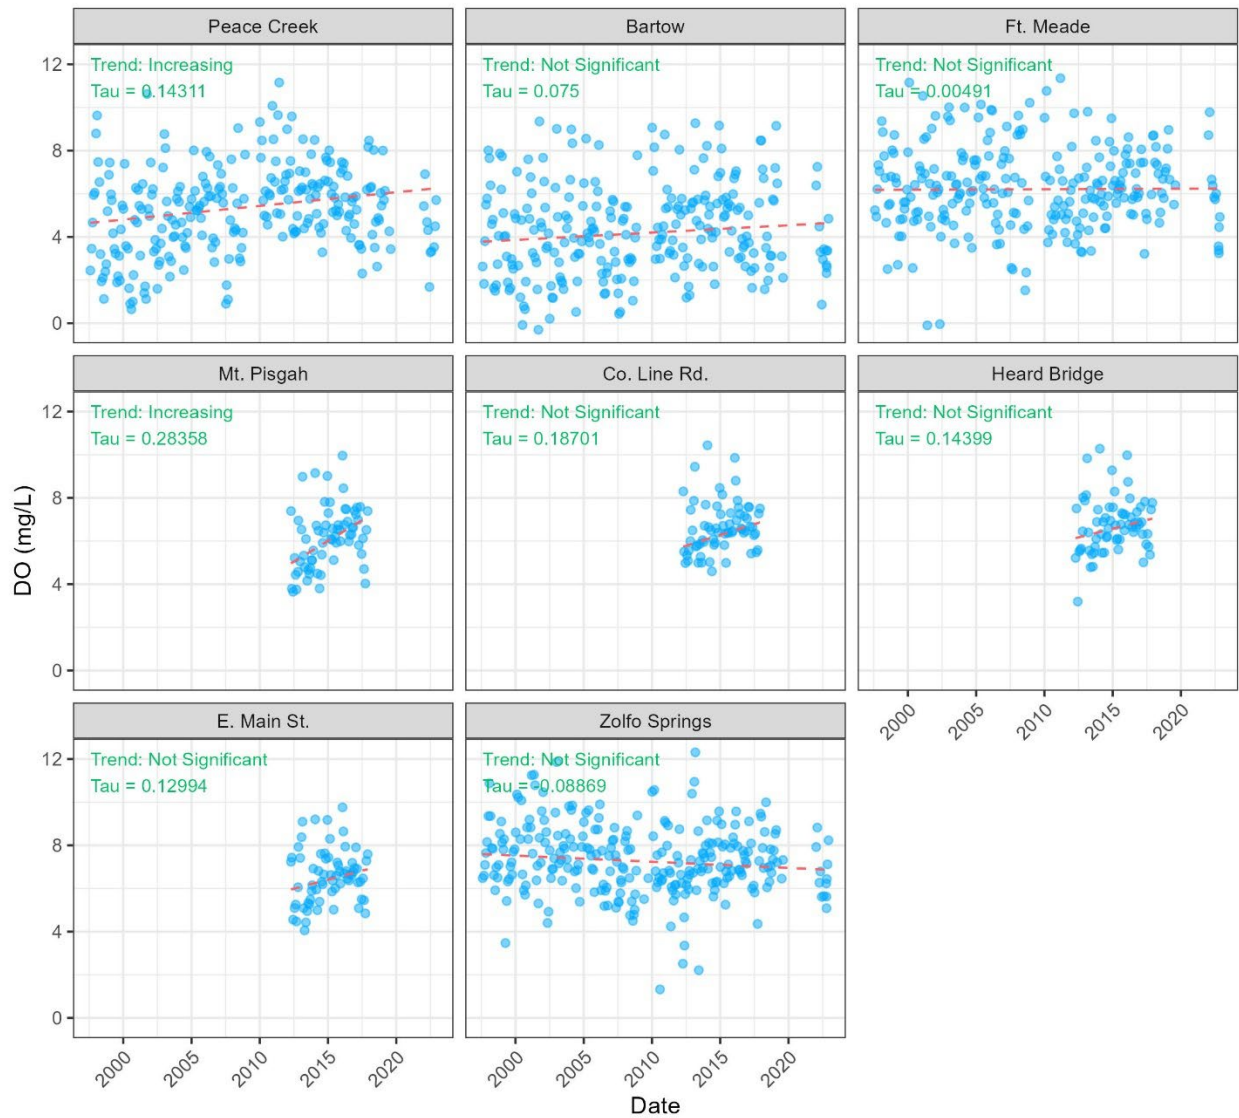 Peace Creek
Bartow
Ft. Meade
Trend: Increasing
Tau = 0.14311
Trend: Not Significant
Tau = 0.075
Trend: Not Significant
Tau = 0.00491
12
8
4
0
Mt. Pisgah
Co. Line Rd.
Heard Bridge
Trend: Increasing
Tau = 0.28358
Trend: Not Significant
Tau = 0.18701
Trend: Not Significant
Tau = 0.14399
12
8
4
0
DO (mg/L)
2000
2005
2010
2015
2020
E. Main St.
Zolfo Springs
Trend: Not Significant
Tau = 0.12994
Trend: Not Significant
Tau = -0.08869
12
8
4
0
2000
2005
2010
2015
2020
2000
2005
2010
2015
2020
Date